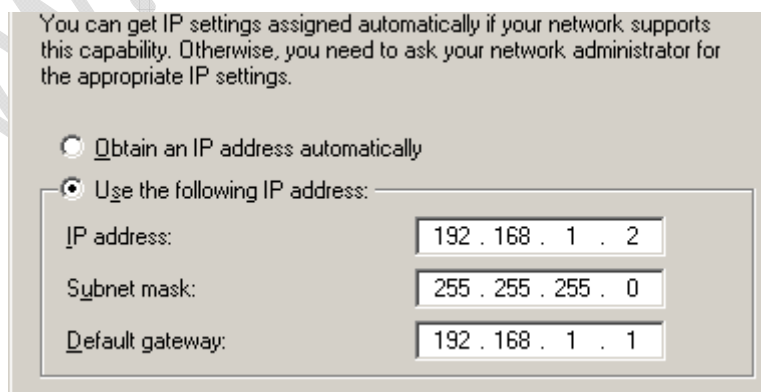 You can get IP settings assigned automatically if your network supports
this capability. Otherwise, you need to ask your network administrator for
the appropriate IP settings.
Obtain an IP address automatically
Use the following IP address:
IP address: 192 . 168 . 1 . 2
Subnet mask: 255 . 255 . 255 . 0
Default gateway: 192 . 168 . 1 . 1